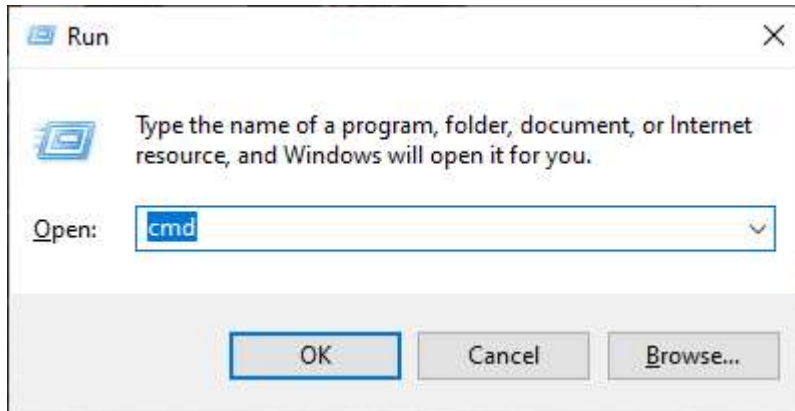 Run
Type the name of a program, folder, document, or Internet
resource, and Windows will open it for you.
Open: cmd
OK Cancel Browse...